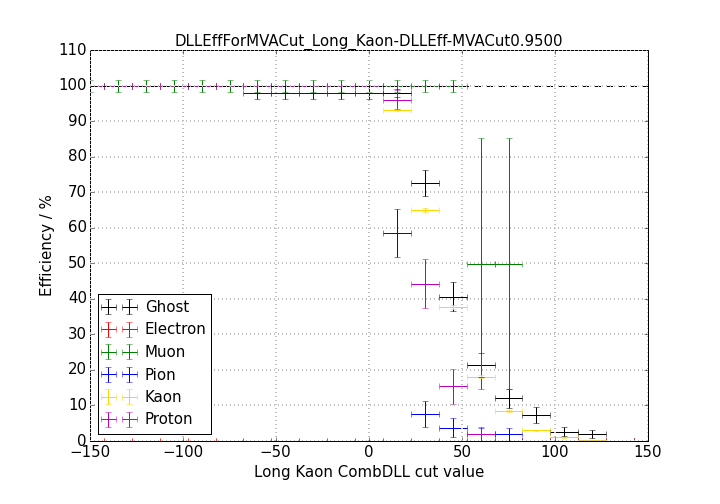 DLLEffForMVACut_Long_Kaon-DLLEff-MVACut0.9500
110
100
90
80
70
60
50
40
30
20
10
0
Efficiency / %
Ghost
Electron
Muon
Pion
Kaon
Proton
−150 −100 −50 0 50 100 150
Long Kaon CombDLL cut value